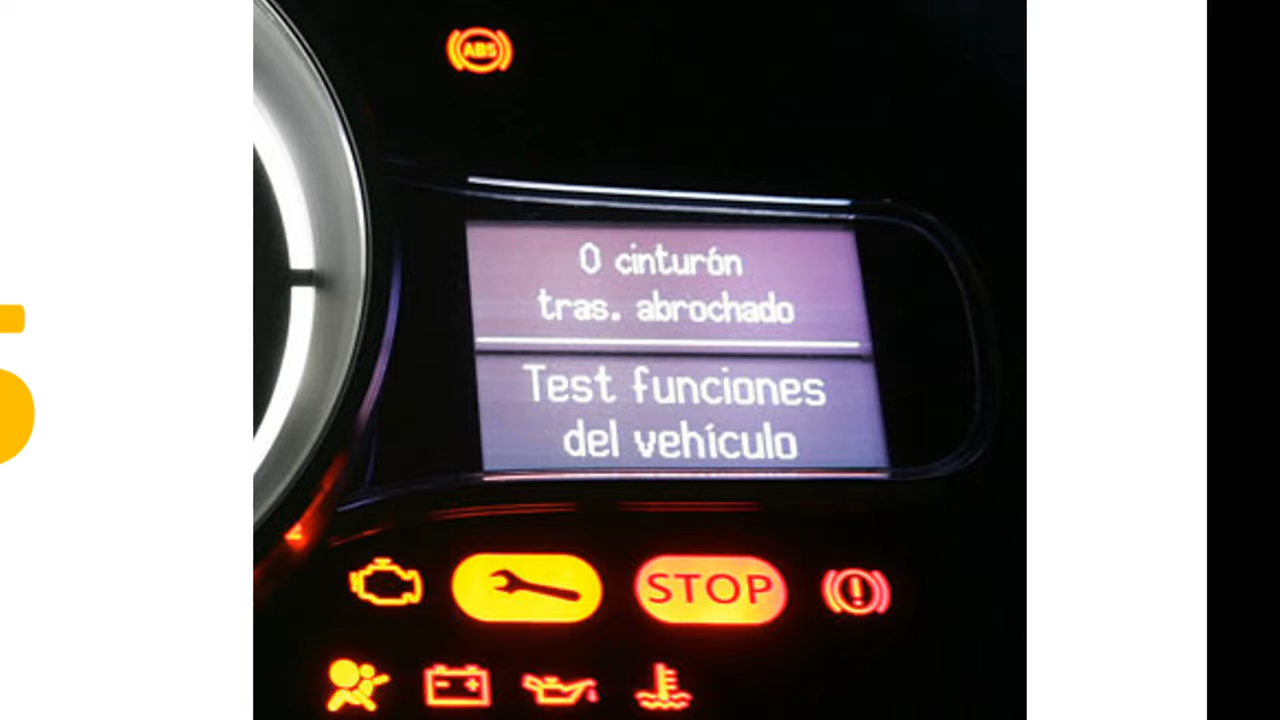 ABS
0 cinturón
tras. abrochado
Test funciones
del vehículo
STOP